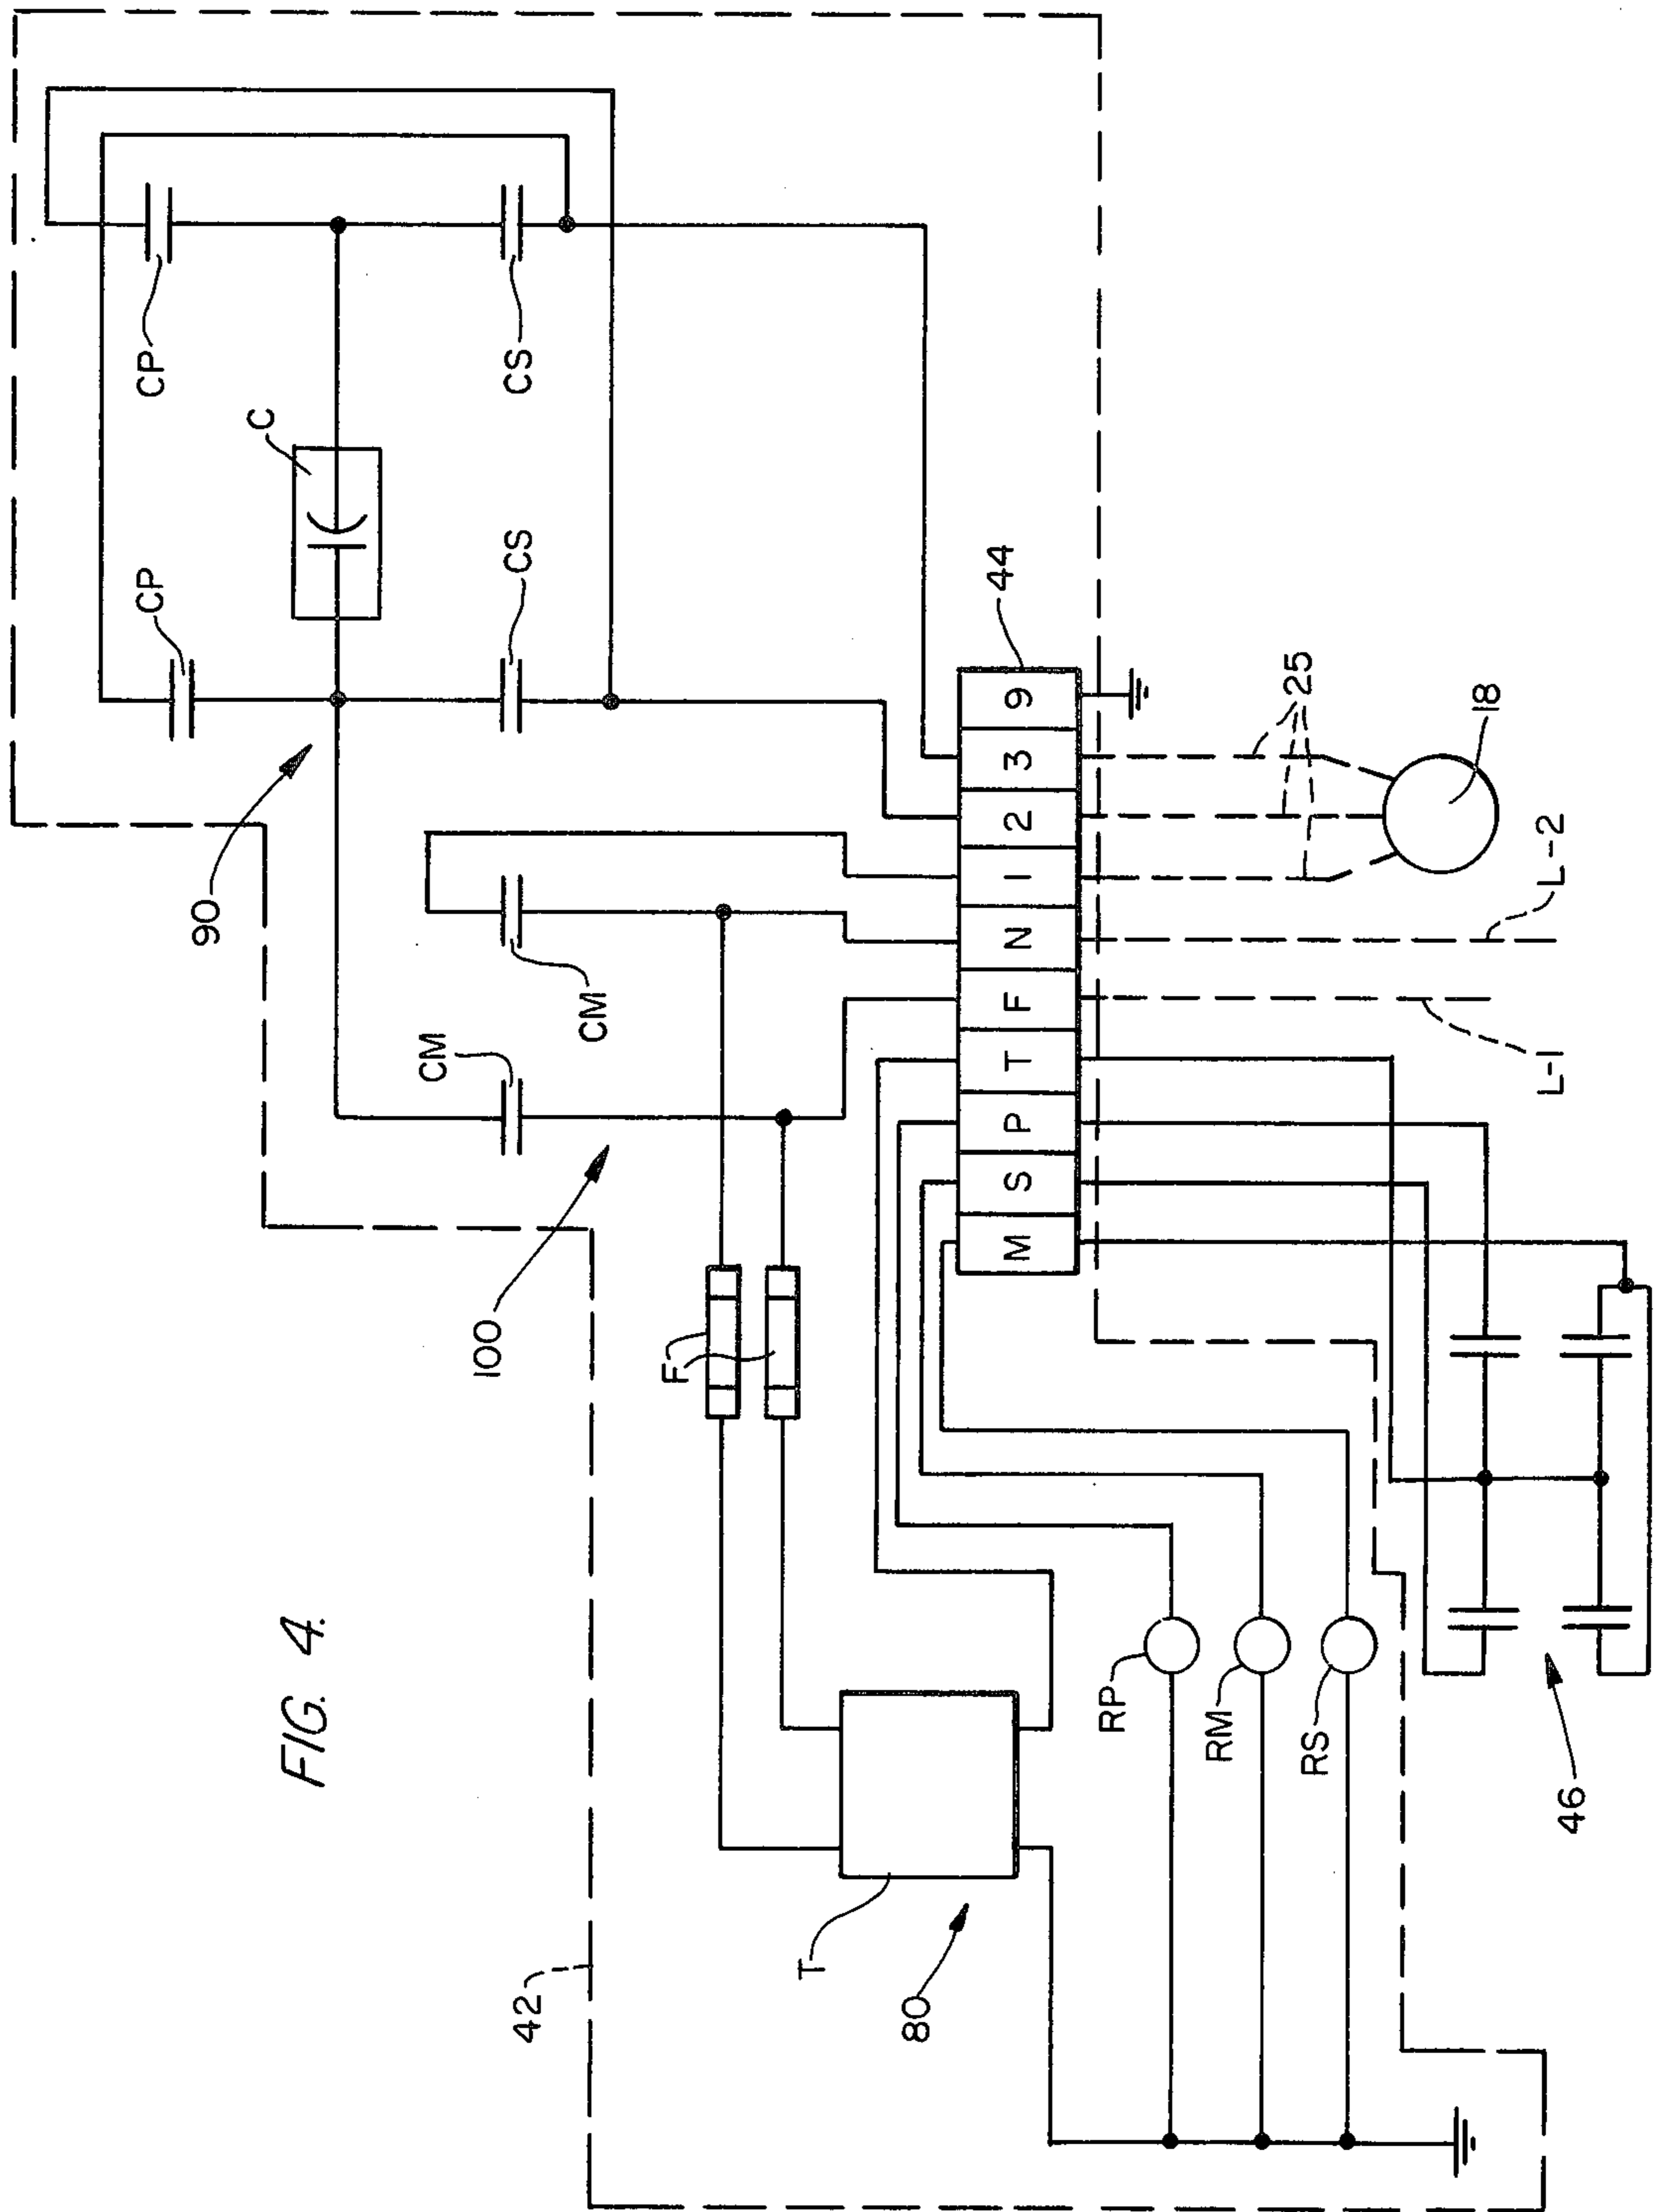 FIG. 4.
42
80
T
90
100
F
CM
CM
CP
CP
C
CS
CS
44
M S P T F N 1 2 3 9
RP
RM
RS
46
L-1
L-2
25
18